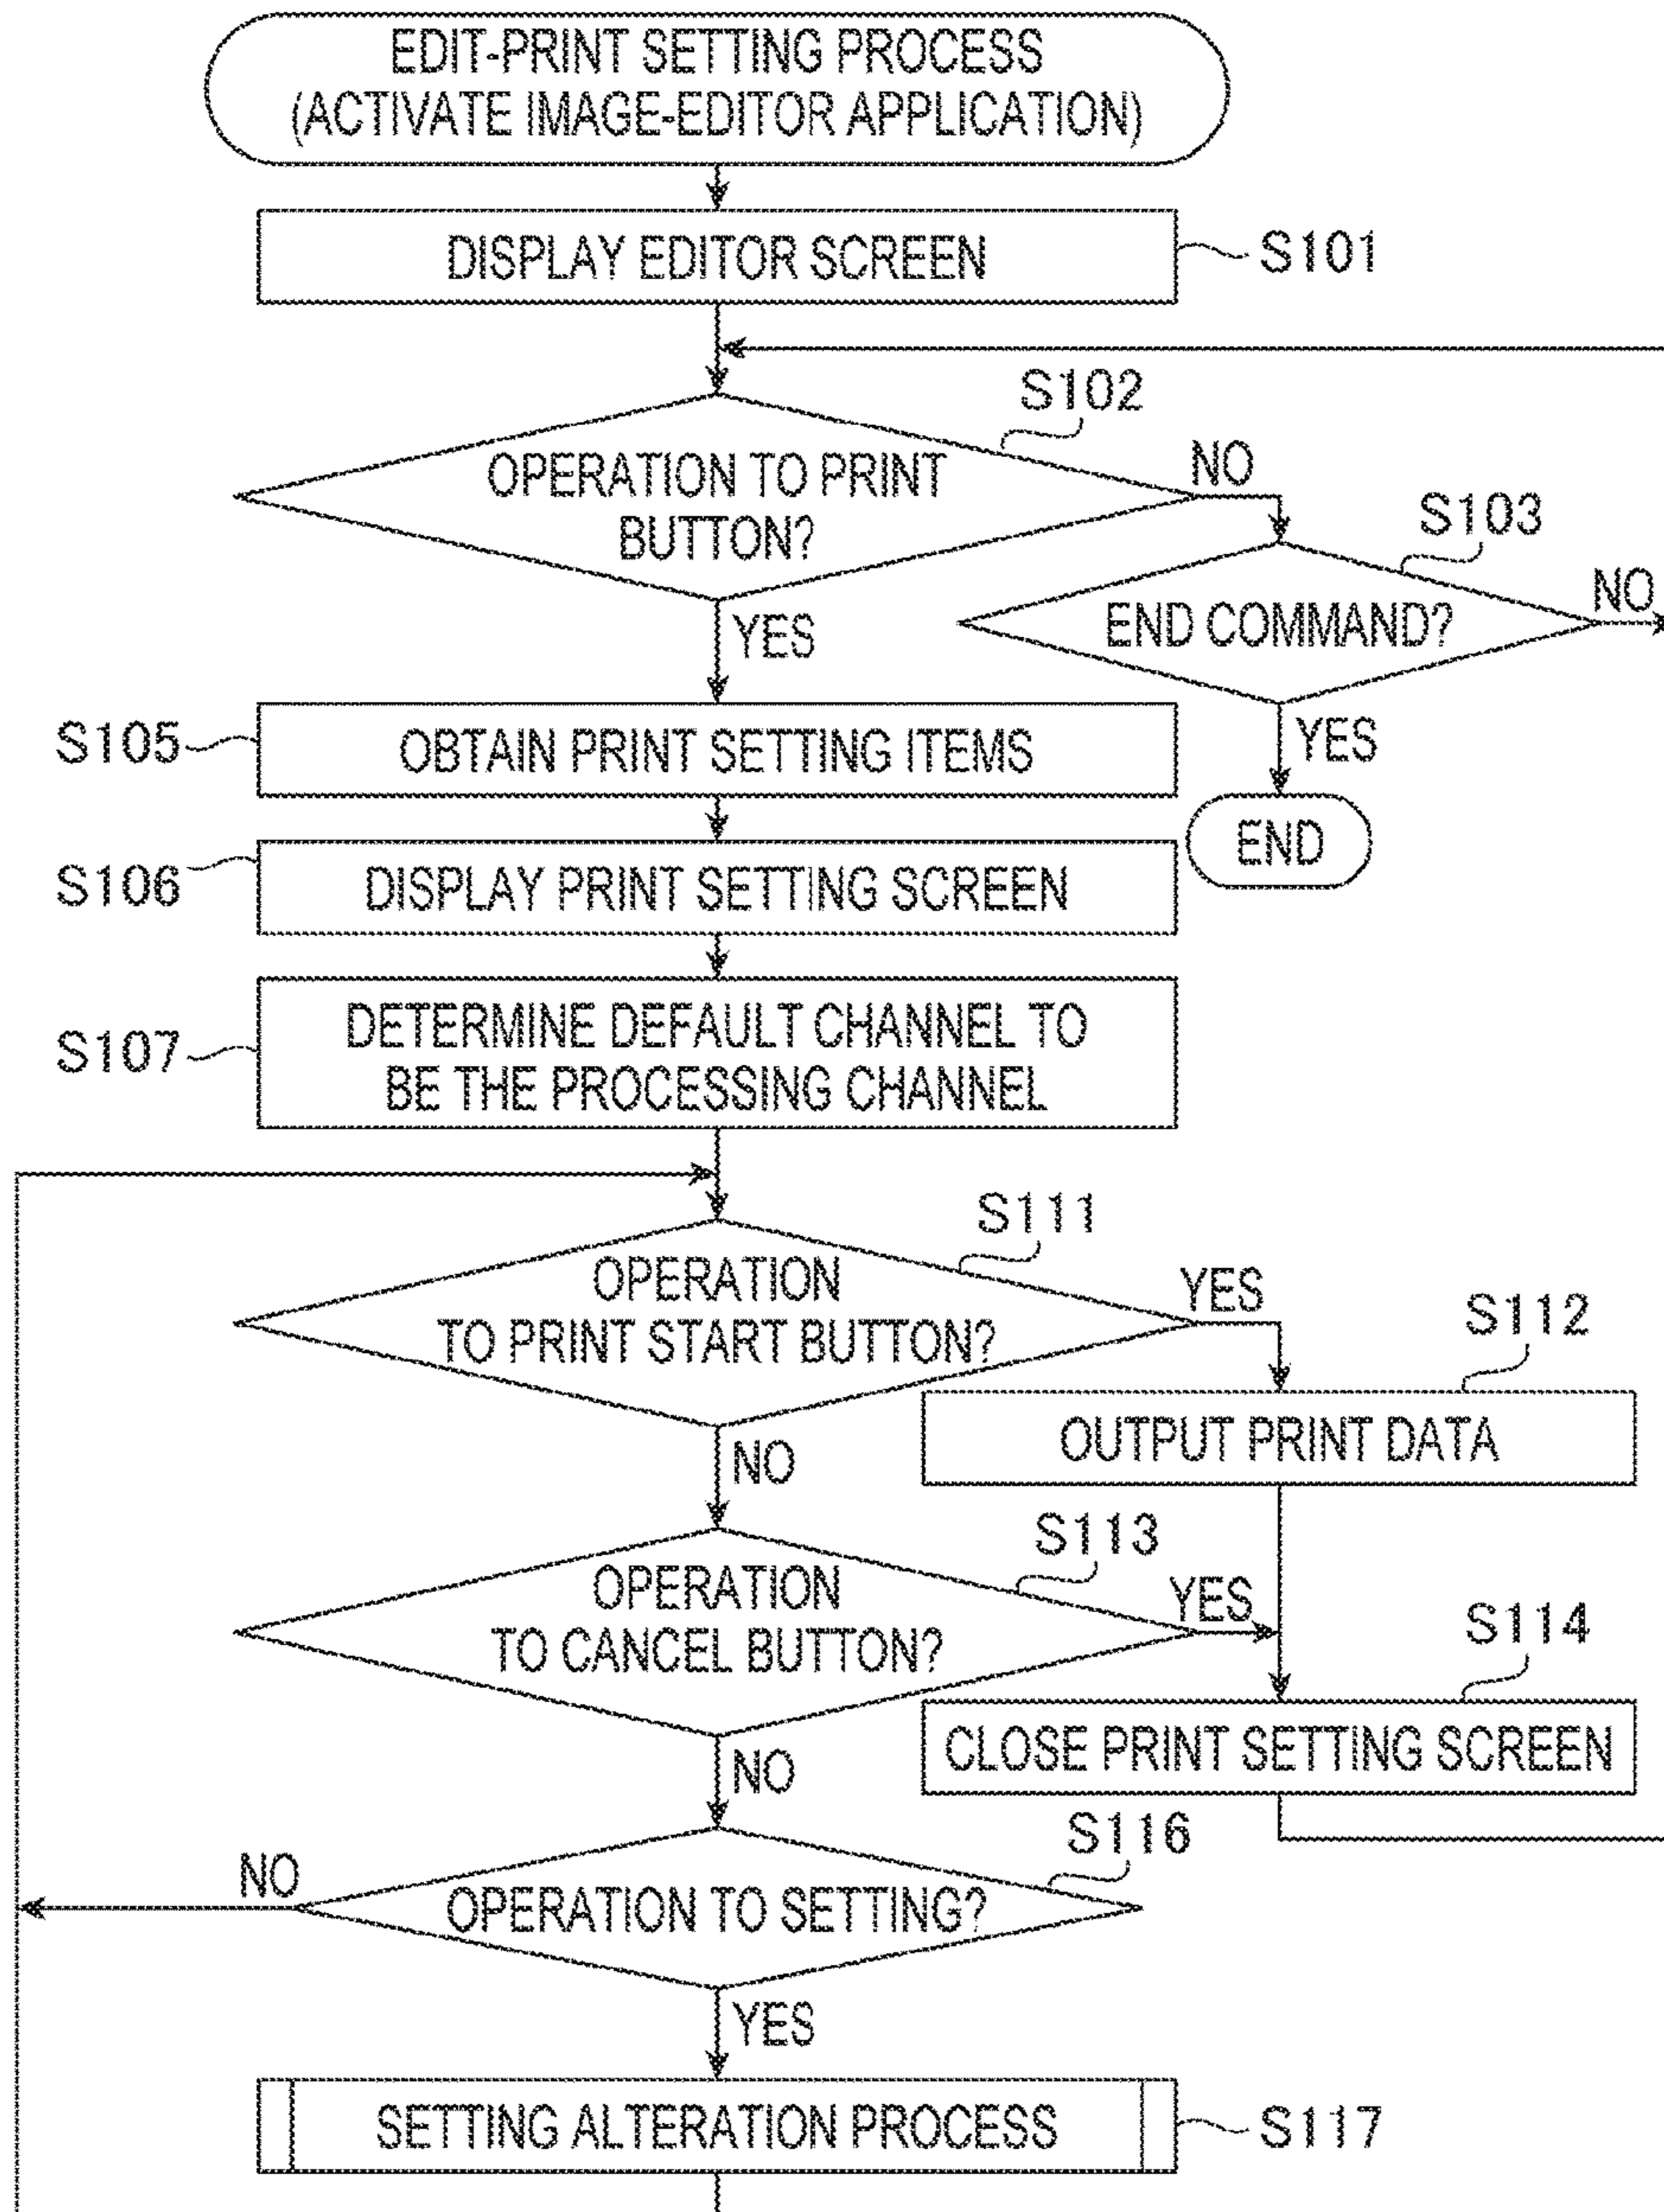 EDIT-PRINT SETTING PROCESS
(ACTIVATE IMAGE-EDITOR APPLICATION)
DISPLAY EDITOR SCREEN
S101
S102
OPERATION TO PRINT
BUTTON?
NO
S103
END COMMAND?
NO
YES
YES
END
S105
OBTAIN PRINT SETTING ITEMS
S106
DISPLAY PRINT SETTING SCREEN
S107
DETERMINE DEFAULT CHANNEL TO
BE THE PROCESSING CHANNEL
S111
OPERATION
TO PRINT START BUTTON?
YES
S112
OUTPUT PRINT DATA
NO
S113
OPERATION
TO CANCEL BUTTON?
YES
S114
CLOSE PRINT SETTING SCREEN
NO
S116
OPERATION TO SETTING?
NO
YES
SETTING ALTERATION PROCESS
S117